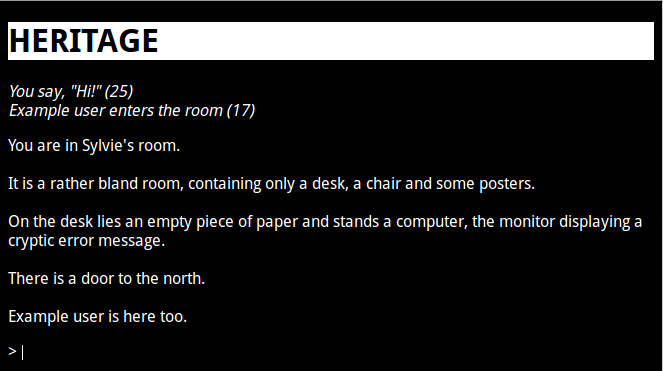 HERITAGE
You say, "Hi!" (25)
Example user enters the room (17)
You are in Sylvie's room.
It is a rather bland room, containing only a desk, a chair and some posters.
On the desk lies an empty piece of paper and stands a computer, the monitor displaying a
cryptic error message.
There is a door to the north.
Example user is here too.
>